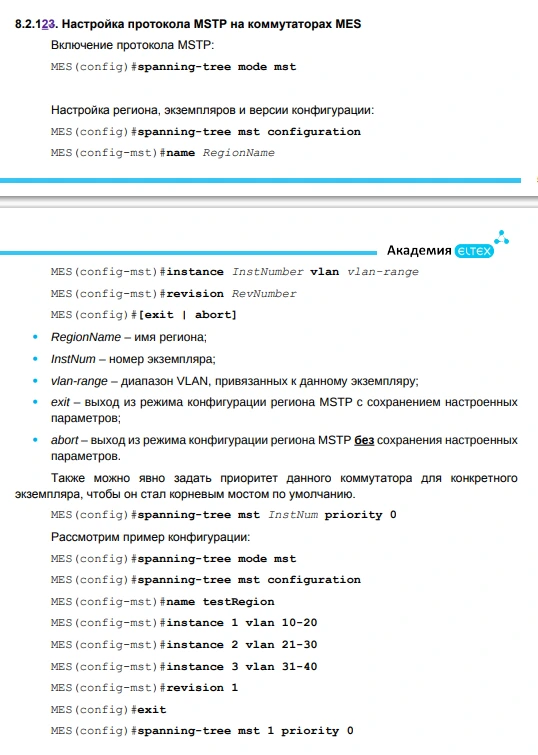 8.2.123. Настройка протокола MSTP на коммутаторах MES
Включение протокола MSTP:
MES(config)#spanning-tree mode mst
Настройка региона, экземпляров и версии конфигурации:
MES(config)#spanning-tree mst configuration
MES(config-mst)#name RegionName
Академия ELTEX
MES(config-mst)#instance InstNumber vlan vlan-range
MES(config-mst)#revision RevNumber
MES(config)#[exit | abort]
• RegionName – имя региона;
• InstNum – номер экземпляра;
• vlan-range – диапазон VLAN, привязанных к данному экземпляру;
• exit – выход из режима конфигурации региона MSTP с сохранением настроенных
параметров;
• abort – выход из режима конфигурации региона MSTP без сохранения настроенных
параметров.
Также можно явно задать приоритет данного коммутатора для конкретного
экземпляра, чтобы он стал корневым мостом по умолчанию.
MES(config)#spanning-tree mst InstNum priority 0
Рассмотрим пример конфигурации:
MES(config)#spanning-tree mode mst
MES(config)#spanning-tree mst configuration
MES(config-mst)#name testRegion
MES(config-mst)#instance 1 vlan 10-20
MES(config-mst)#instance 2 vlan 21-30
MES(config-mst)#instance 3 vlan 31-40
MES(config-mst)#revision 1
MES(config)#exit
MES(config)#spanning-tree mst 1 priority 0